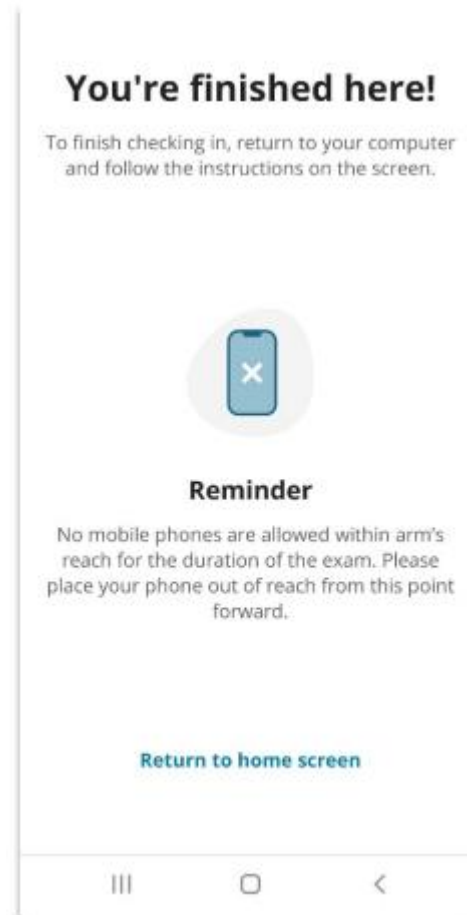 You're finished here!
To finish checking in, return to your computer
and follow the instructions on the screen.
Reminder
No mobile phones are allowed within arm's
reach for the duration of the exam. Please
place your phone out of reach from this point
forward.
Return to home screen